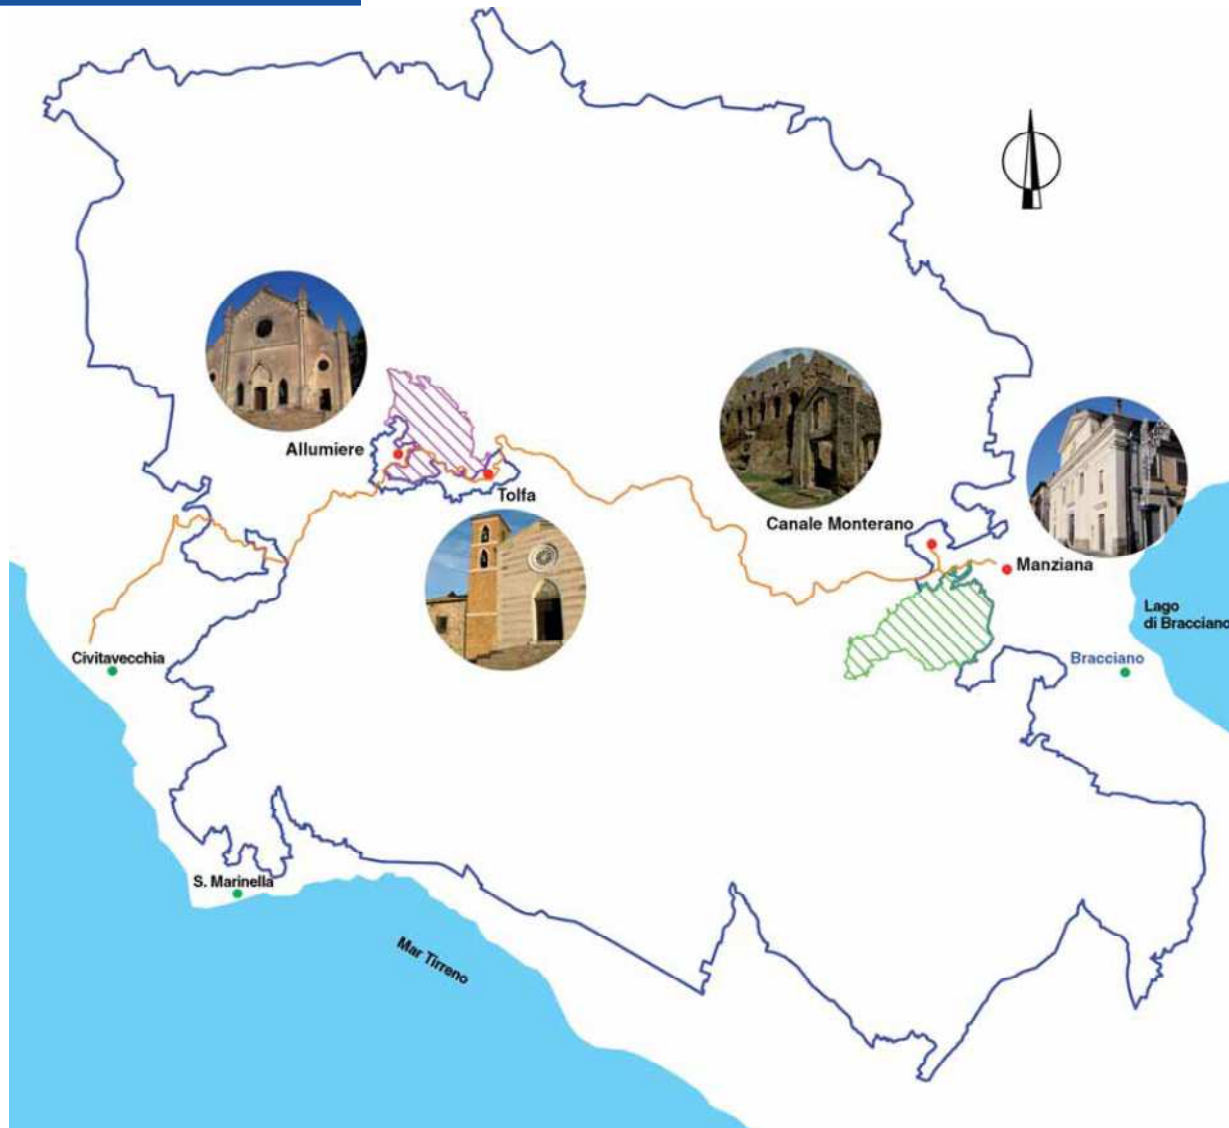 Allumiere
Tolfa
Canale Monterano
Manziana
Lago
di Bracciano
Civitavecchia
Bracciano
S. Marinella
Mar Tirreno